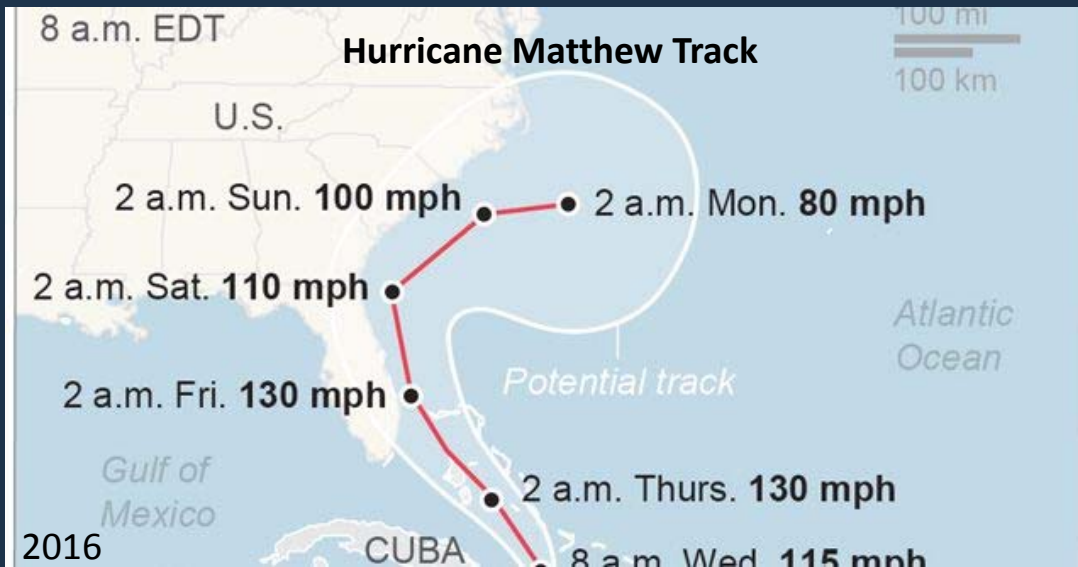 8 a.m. EDT
Hurricane Matthew Track
100 mi
100 km
U.S.
2 a.m. Sun. 100 mph
2 a.m. Mon. 80 mph
2 a.m. Sat. 110 mph
Atlantic
Ocean
Potential track
2 a.m. Fri. 130 mph
Gulf of
Mexico
2 a.m. Thurs. 130 mph
2016
CUBA
8 a.m. Wed. 115 mph